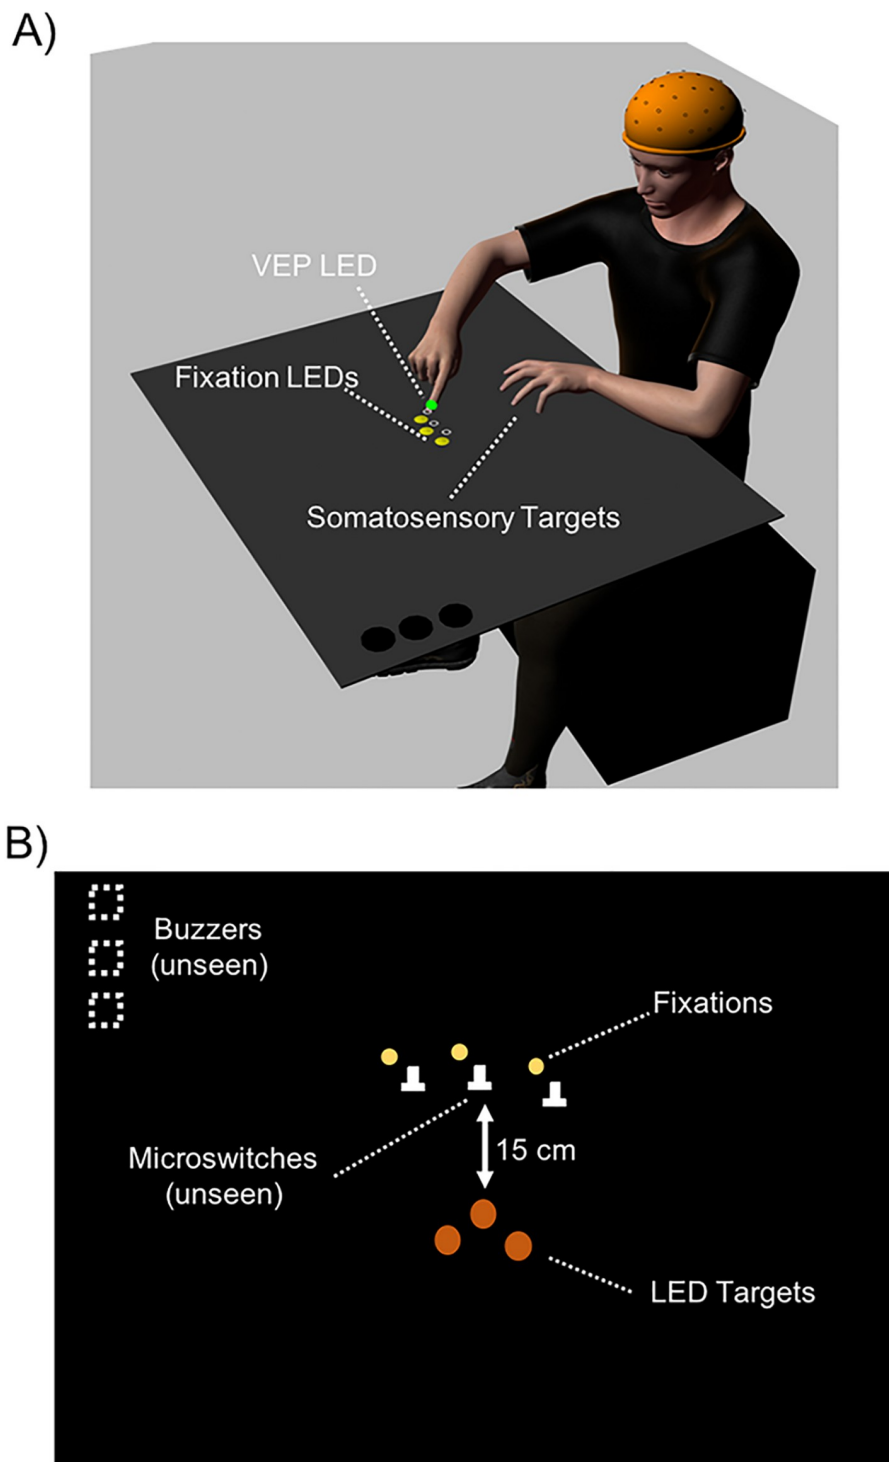 A)
VEP LED
Fixation LEDs
Somatosensory Targets
B)
Buzzers
(unseen)
Fixations
15 cm
Microswitches
(unseen)
LED Targets